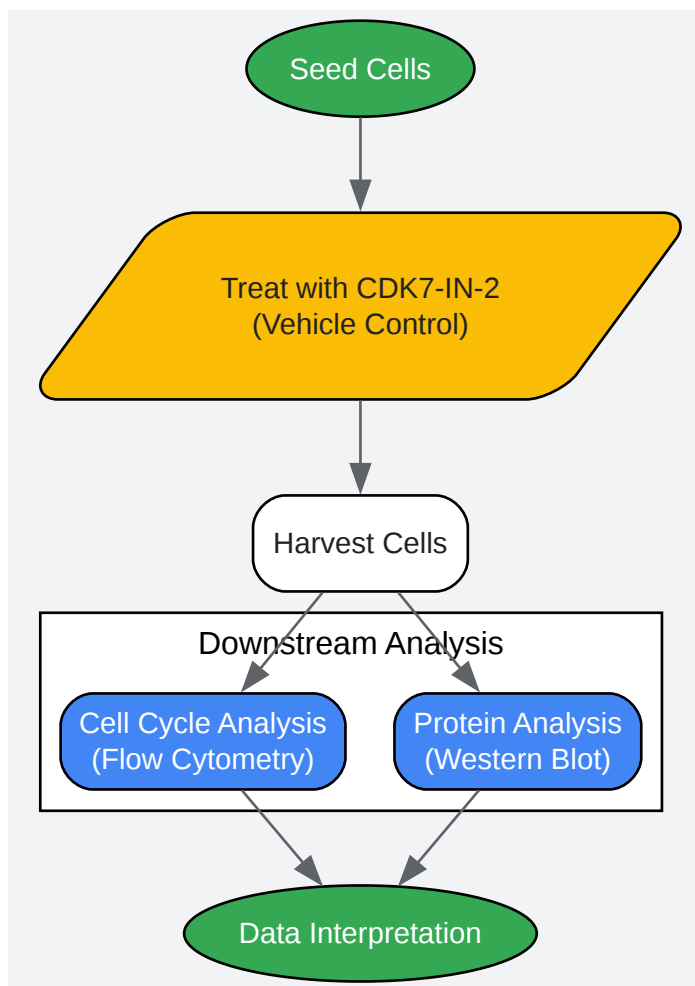 Seed Cells
Treat with CDK7-IN-2
(Vehicle Control)
Harvest Cells
Downstream Analysis
Cell Cycle Analysis
(Flow Cytometry)
Protein Analysis
(Western Blot)
Data Interpretation